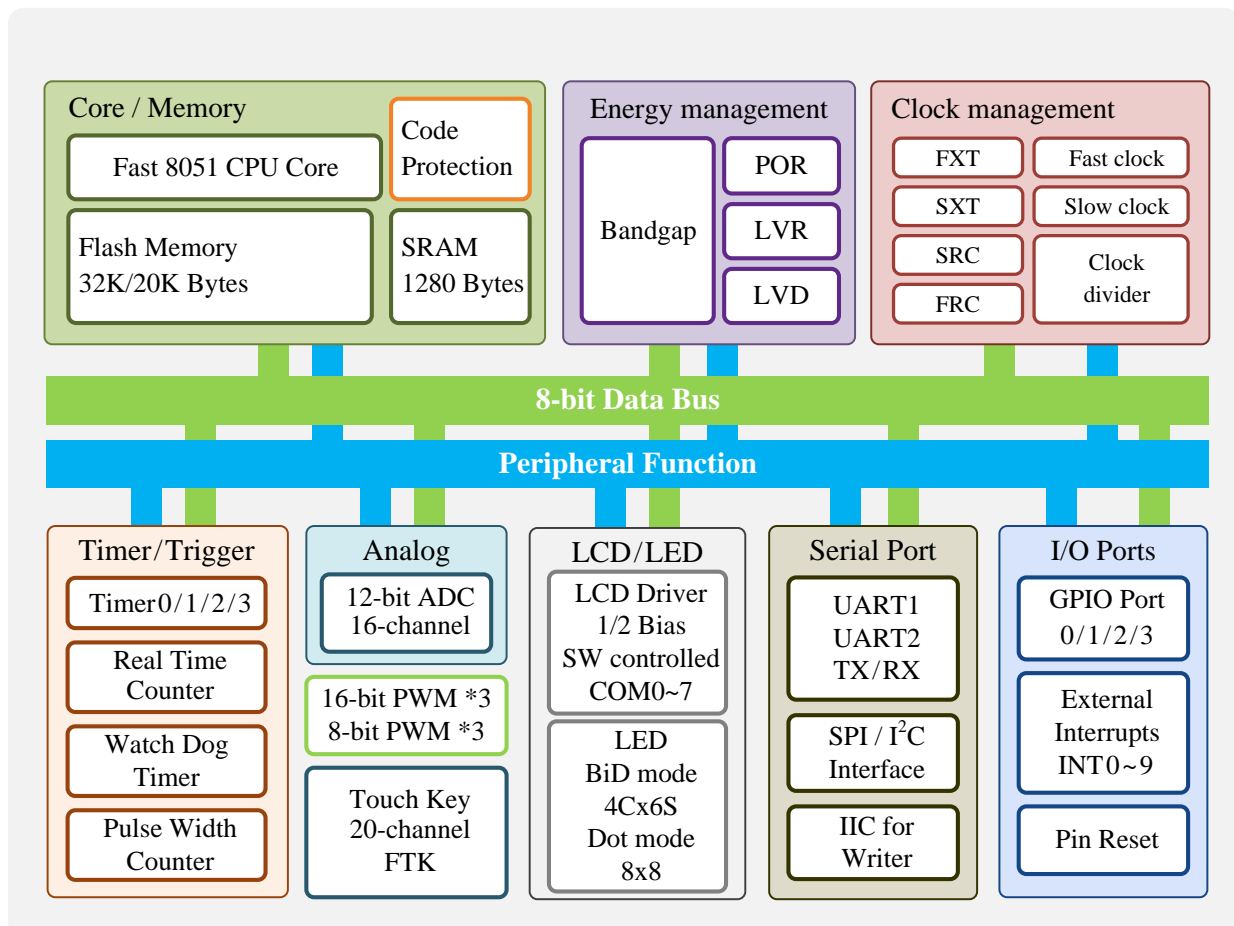 Core / Memory
Fast 8051 CPU Core
Code
Protection
Flash Memory
32K/20K Bytes
SRAM
1280 Bytes
Energy management
Bandgap
POR
LVR
LVD
Clock management
FXT
SXT
SRC
FRC
Fast clock
Slow clock
Clock
divider
8-bit Data Bus
Peripheral Function
Timer/Trigger
Timer0/1/2/3
Real Time
Counter
Watch Dog
Timer
Pulse Width
Counter
Analog
12-bit ADC
16-channel
16-bit PWM *3
8-bit PWM *3
Touch Key
20-channel
FTK
LCD/LED
LCD Driver
1/2 Bias
SW controlled
COM0~7
LED
BiD mode
4Cx6S
Dot mode
8x8
Serial Port
UART1
UART2
TX/RX
SPI / I²C
Interface
IIC for
Writer
I/O Ports
GPIO Port
0/1/2/3
External
Interrupts
INT0~9
Pin Reset